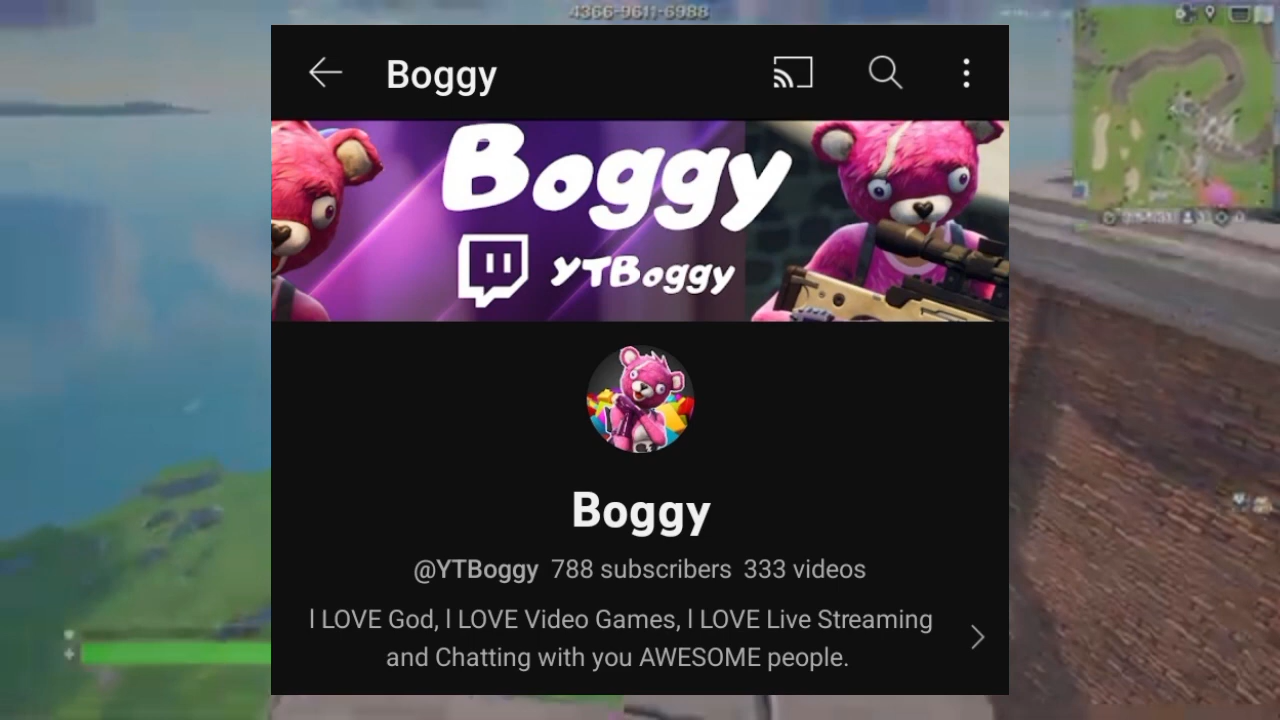 4366-9611-6988
Boggy
Boggy
YTBoggy
Boggy
@YTBoggy 788 subscribers 333 videos
I LOVE God, I LOVE Video Games, I LOVE Live Streaming
and Chatting with you AWESOME people.